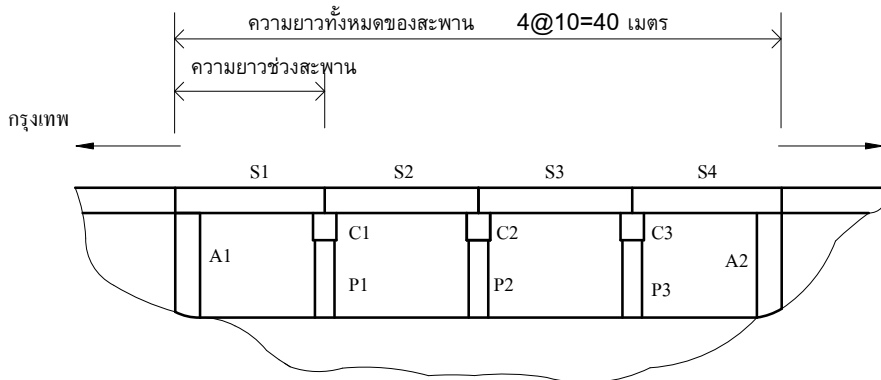 ความยาวทั้งหมดของสะพาน 4@10=40 เมตร
ความยาวช่วงสะพาน
กรุงเทพ
S1 S2 S3 S4
C1 C2 C3
A1 A2
P1 P2 P3